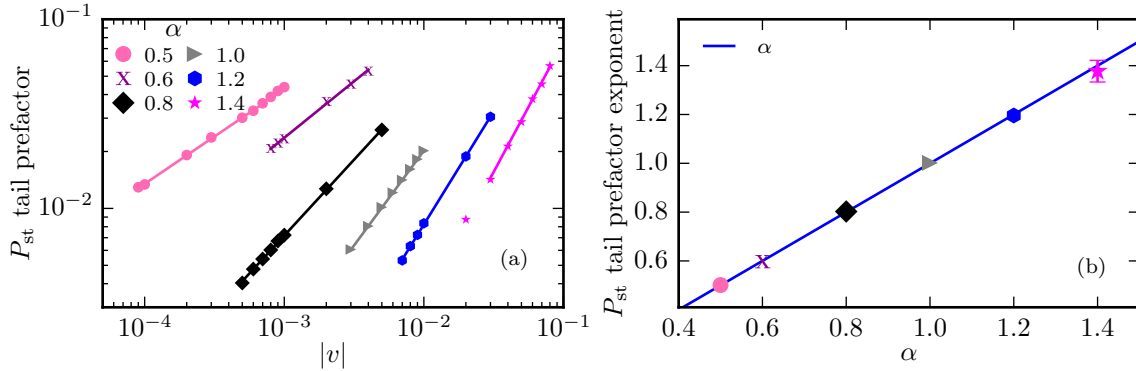 10⁻¹
10⁻²
P_st tail prefactor
α
0.5
0.6
0.8
1.0
1.2
1.4
(a)
10⁻⁴ 10⁻³ 10⁻² 10⁻¹
|v|
P_st tail prefactor exponent
1.4
1.2
1.0
0.8
0.6
α
(b)
0.4 0.6 0.8 1.0 1.2 1.4
α